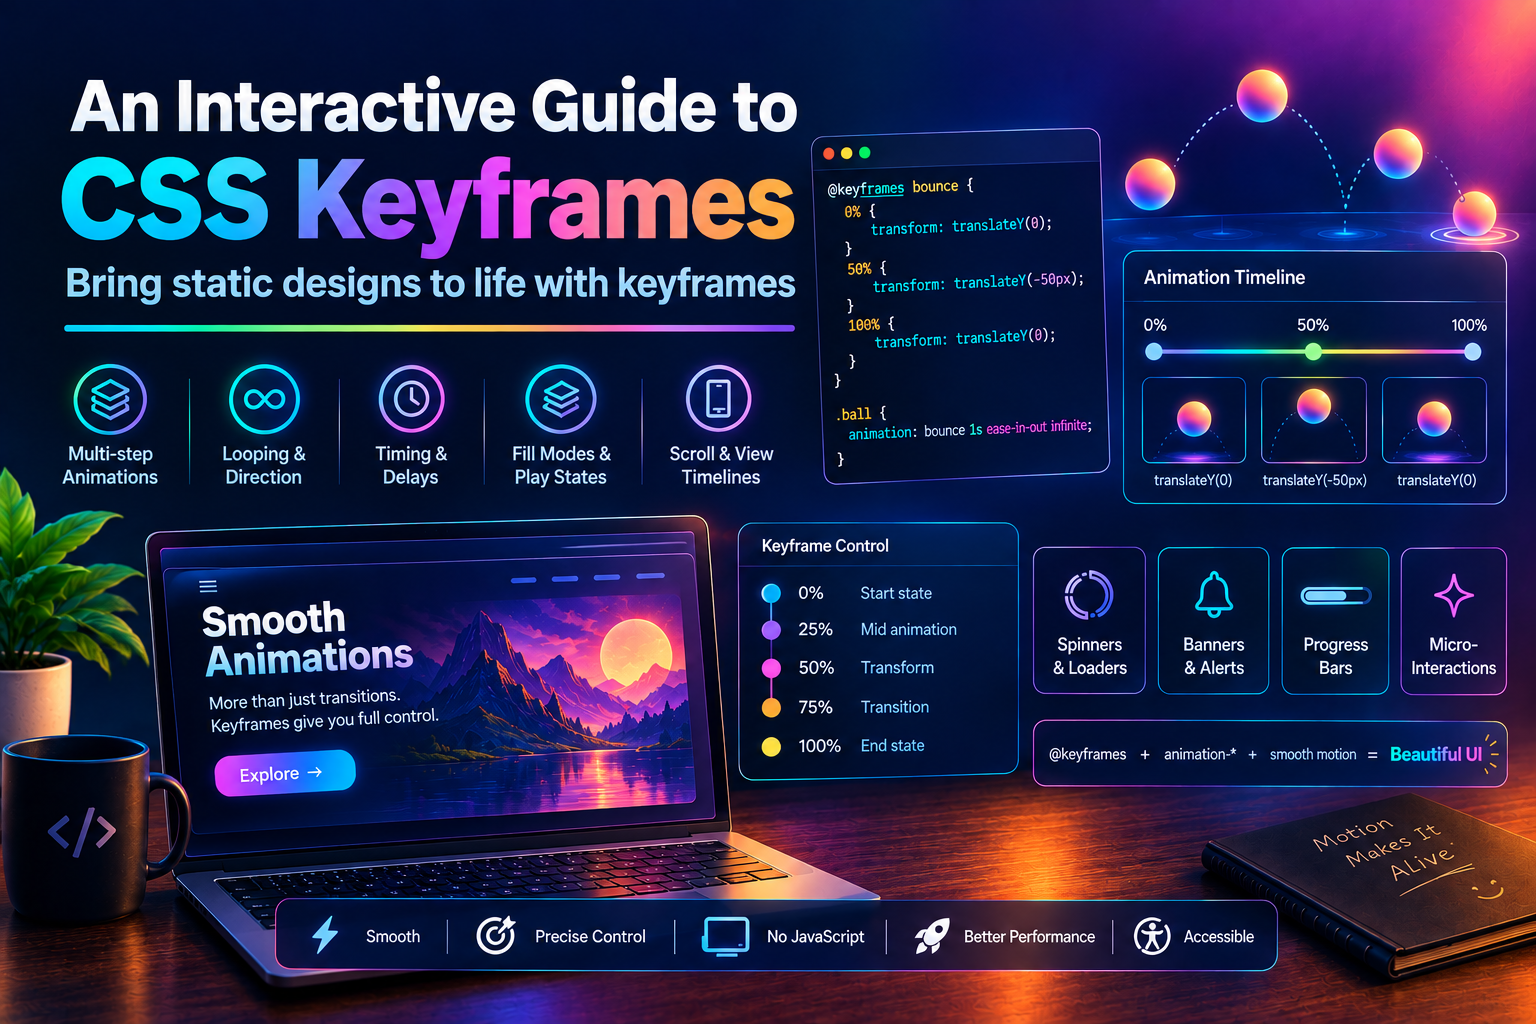 An Interactive Guide to
CSS Keyframes
Bring static designs to life with keyframes
Multi-step
Animations
Looping &
Direction
Timing &
Delays
Fill Modes &
Play States
Scroll & View
Timelines
@keyframes bounce {
0% {
transform: translateY(0);
}
50% {
transform: translateY(-50px);
}
100% {
transform: translateY(0);
}
}
.ball {
animation: bounce 1s ease-in-out infinite;
}
Animation Timeline
0% 50% 100%
translateY(0) translateY(-50px) translateY(0)
Smooth
Animations
More than just transitions.
Keyframes give you full control.
Explore →
Keyframe Control
0% Start state
25% Mid animation
50% Transform
75% Transition
100% End state
Spinners
& Loaders
Banners
& Alerts
Progress
Bars
Micro-
Interactions
@keyframes + animation-* + smooth motion = Beautiful UI
</>
Motion
Makes It
ALive
Smooth
Precise Control
No JavaScript
Better Performance
Accessible